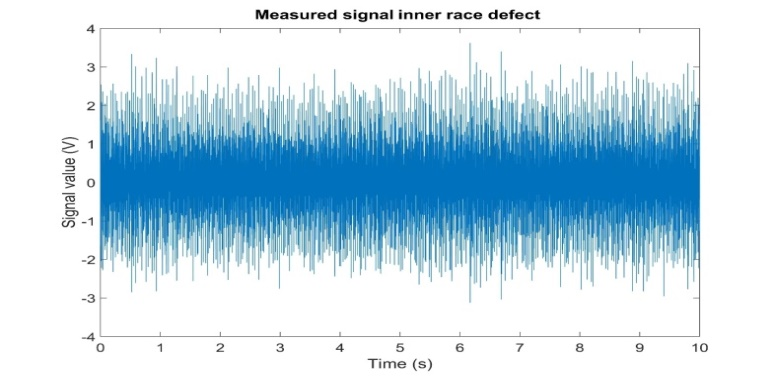 Measured signal inner race defect
4
3
2
1
0
-1
-2
-3
-4
Signal value (V)
0 1 2 3 4 5 6 7 8 9 10
Time (s)